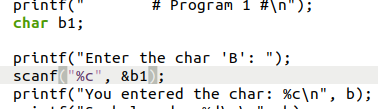 printf("        # Program 1 #\n");
char b1;
printf("Enter the char 'B': ");
scanf("%c", &b1);
printf("You entered the char: %c\n", b);